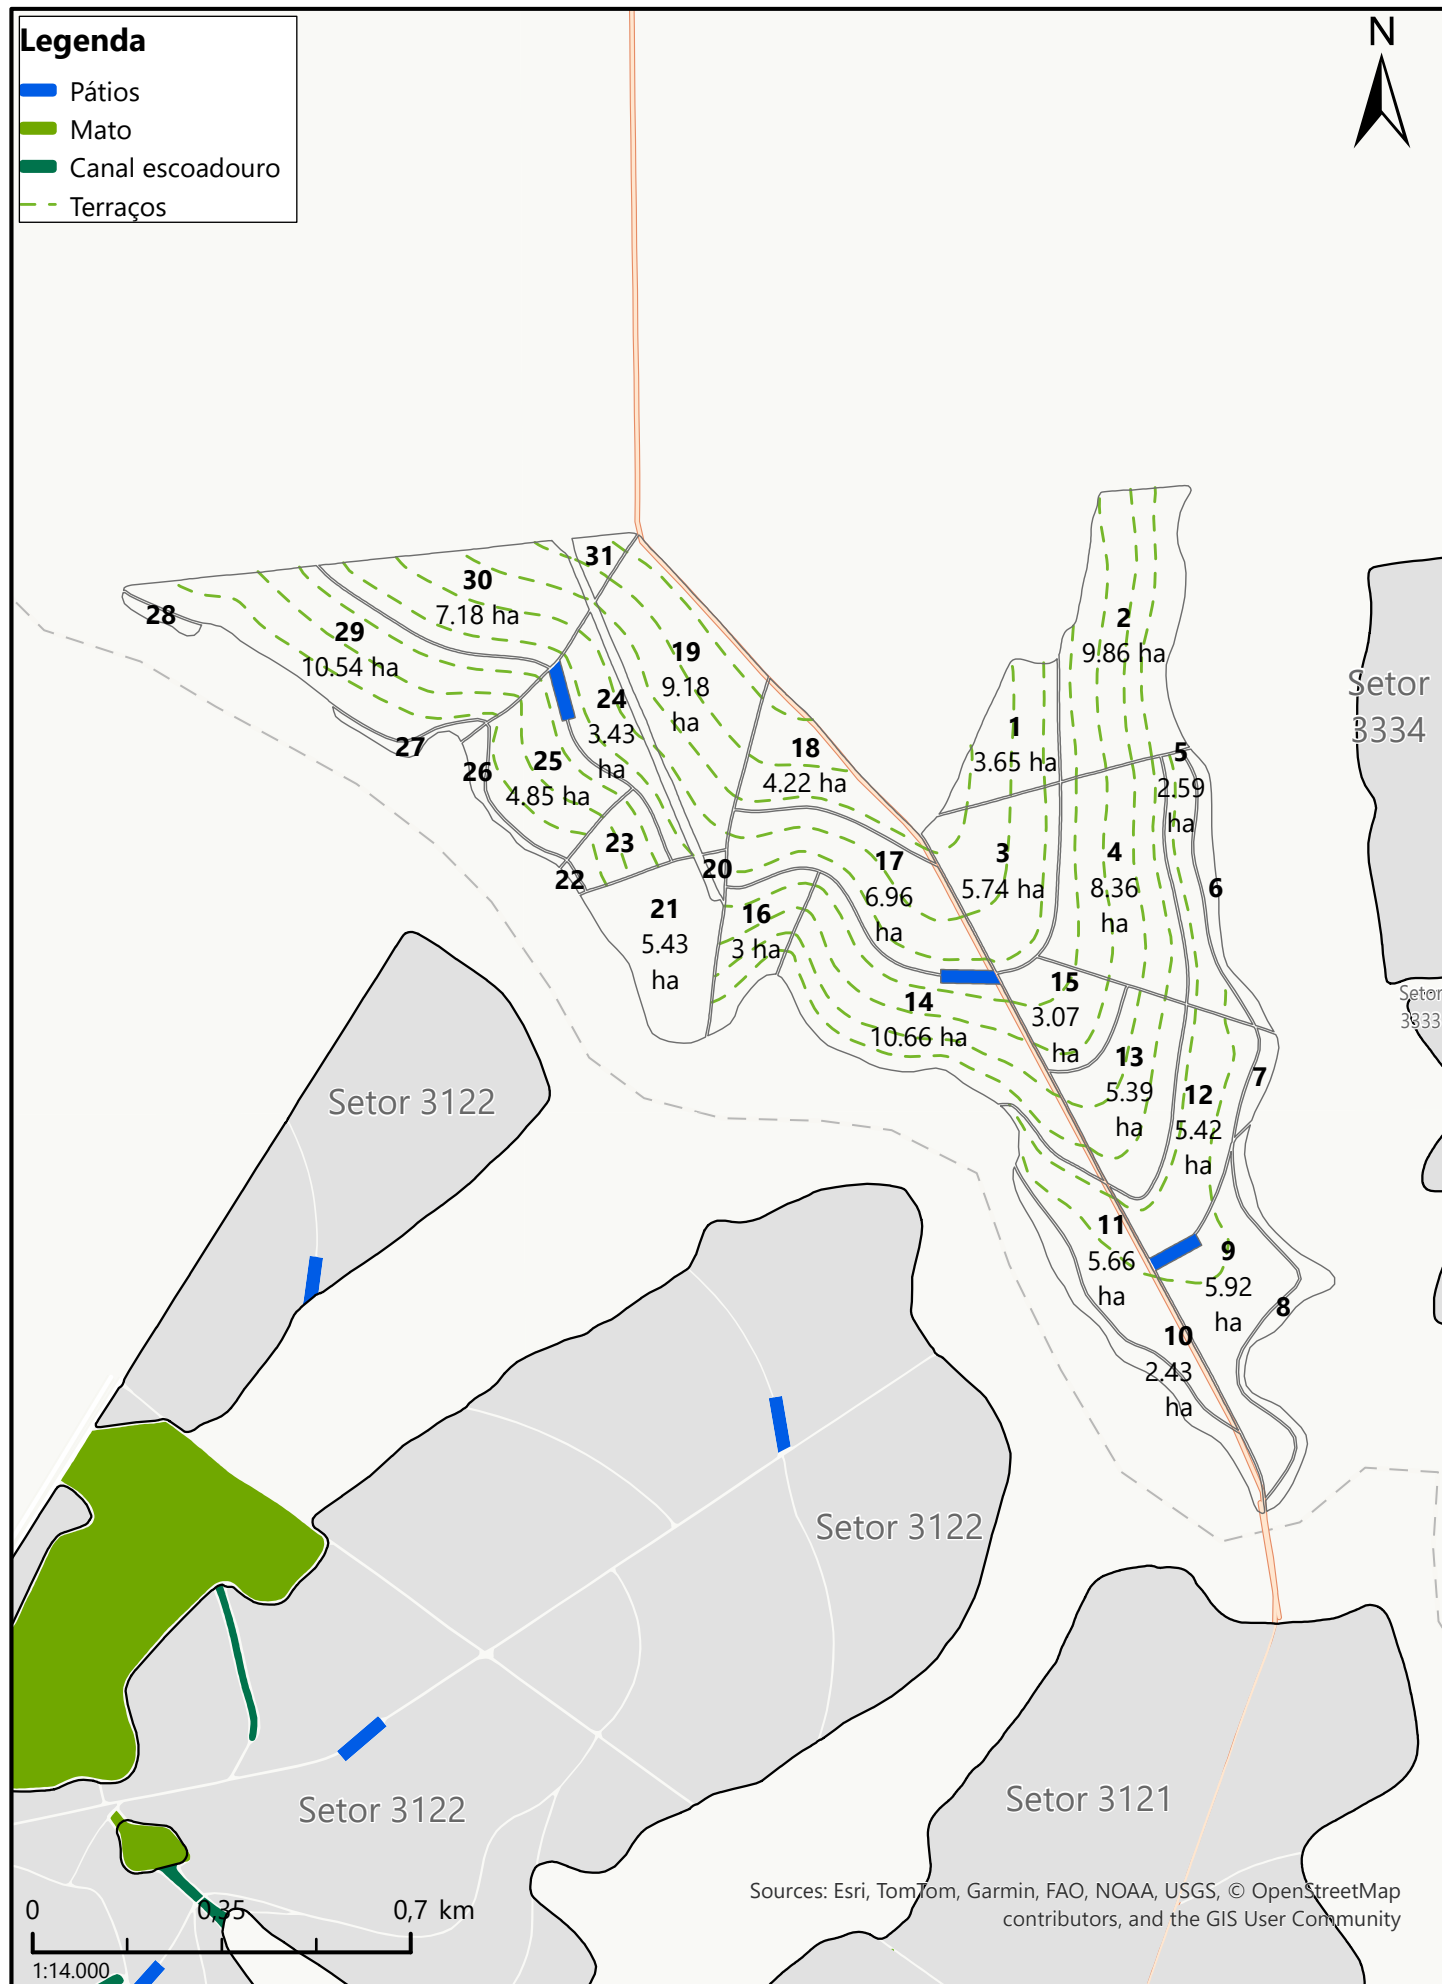 Legenda
Pátios
Mato
Canal escoadouro
Terraços
N
31
30
7.18 ha
28
29
10.54 ha
2
9.86 ha
19
9.18
ha
Setor
3334
24
3.43
ha
1
3.65 ha
18
4.22 ha
27
26
25
4.85 ha
5
2.59
ha
23
22
20
17
6.96
ha
3
5.74 ha
4
8.36
ha
6
21
5.43
ha
16
3 ha
14
10.66 ha
15
3.07
ha
Setor
3333
13
5.39
ha
7
12
5.42
ha
Setor 3122
11
5.66
ha
9
5.92
ha
8
10
2.43
ha
Setor 3122
Setor 3122
Setor 3121
0 0,35 0,7 km
1:14.000
Sources: Esri, TomTom, Garmin, FAO, NOAA, USGS, © OpenStreetMap
contributors, and the GIS User Community